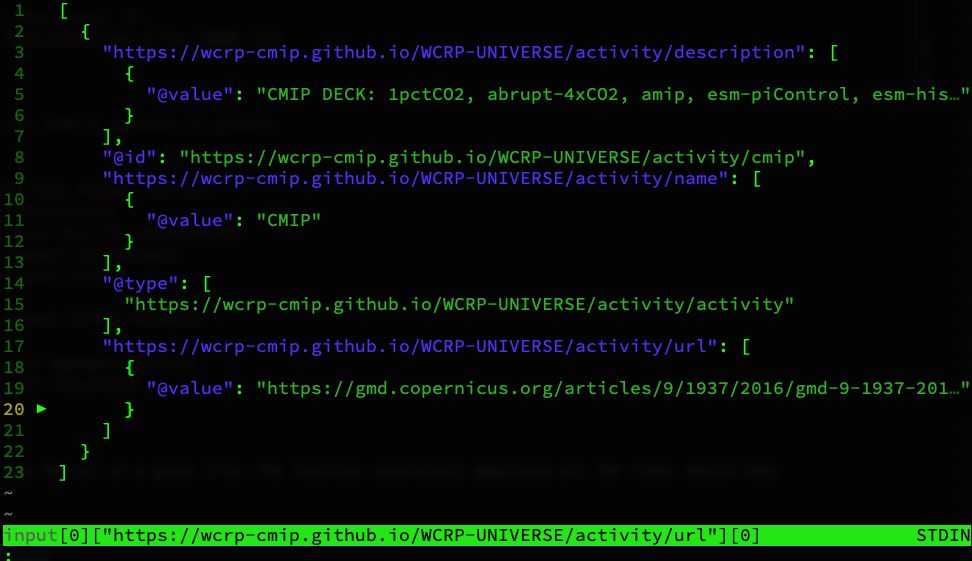 1 [
2 {
3 "https://wcrp-cmip.github.io/WCRP-UNIVERSE/activity/description": [
4 {
5 "@value": "CMIP DECK: 1pctCO2, abrupt-4xCO2, amip, esm-piControl, esm-his…"
6 }
7 ],
8 "@id": "https://wcrp-cmip.github.io/WCRP-UNIVERSE/activity/cmip",
9 "https://wcrp-cmip.github.io/WCRP-UNIVERSE/activity/name": [
10 {
11 "@value": "CMIP"
12 }
13 ],
14 "@type": [
15 "https://wcrp-cmip.github.io/WCRP-UNIVERSE/activity/activity"
16 ],
17 "https://wcrp-cmip.github.io/WCRP-UNIVERSE/activity/url": [
18 {
19 "@value": "https://gmd.copernicus.org/articles/9/1937/2016/gmd-9-1937-201…"
20 ▶ }
21 ]
22 }
23 ]
~
~
input[0]["https://wcrp-cmip.github.io/WCRP-UNIVERSE/activity/url"][0] STDIN
: